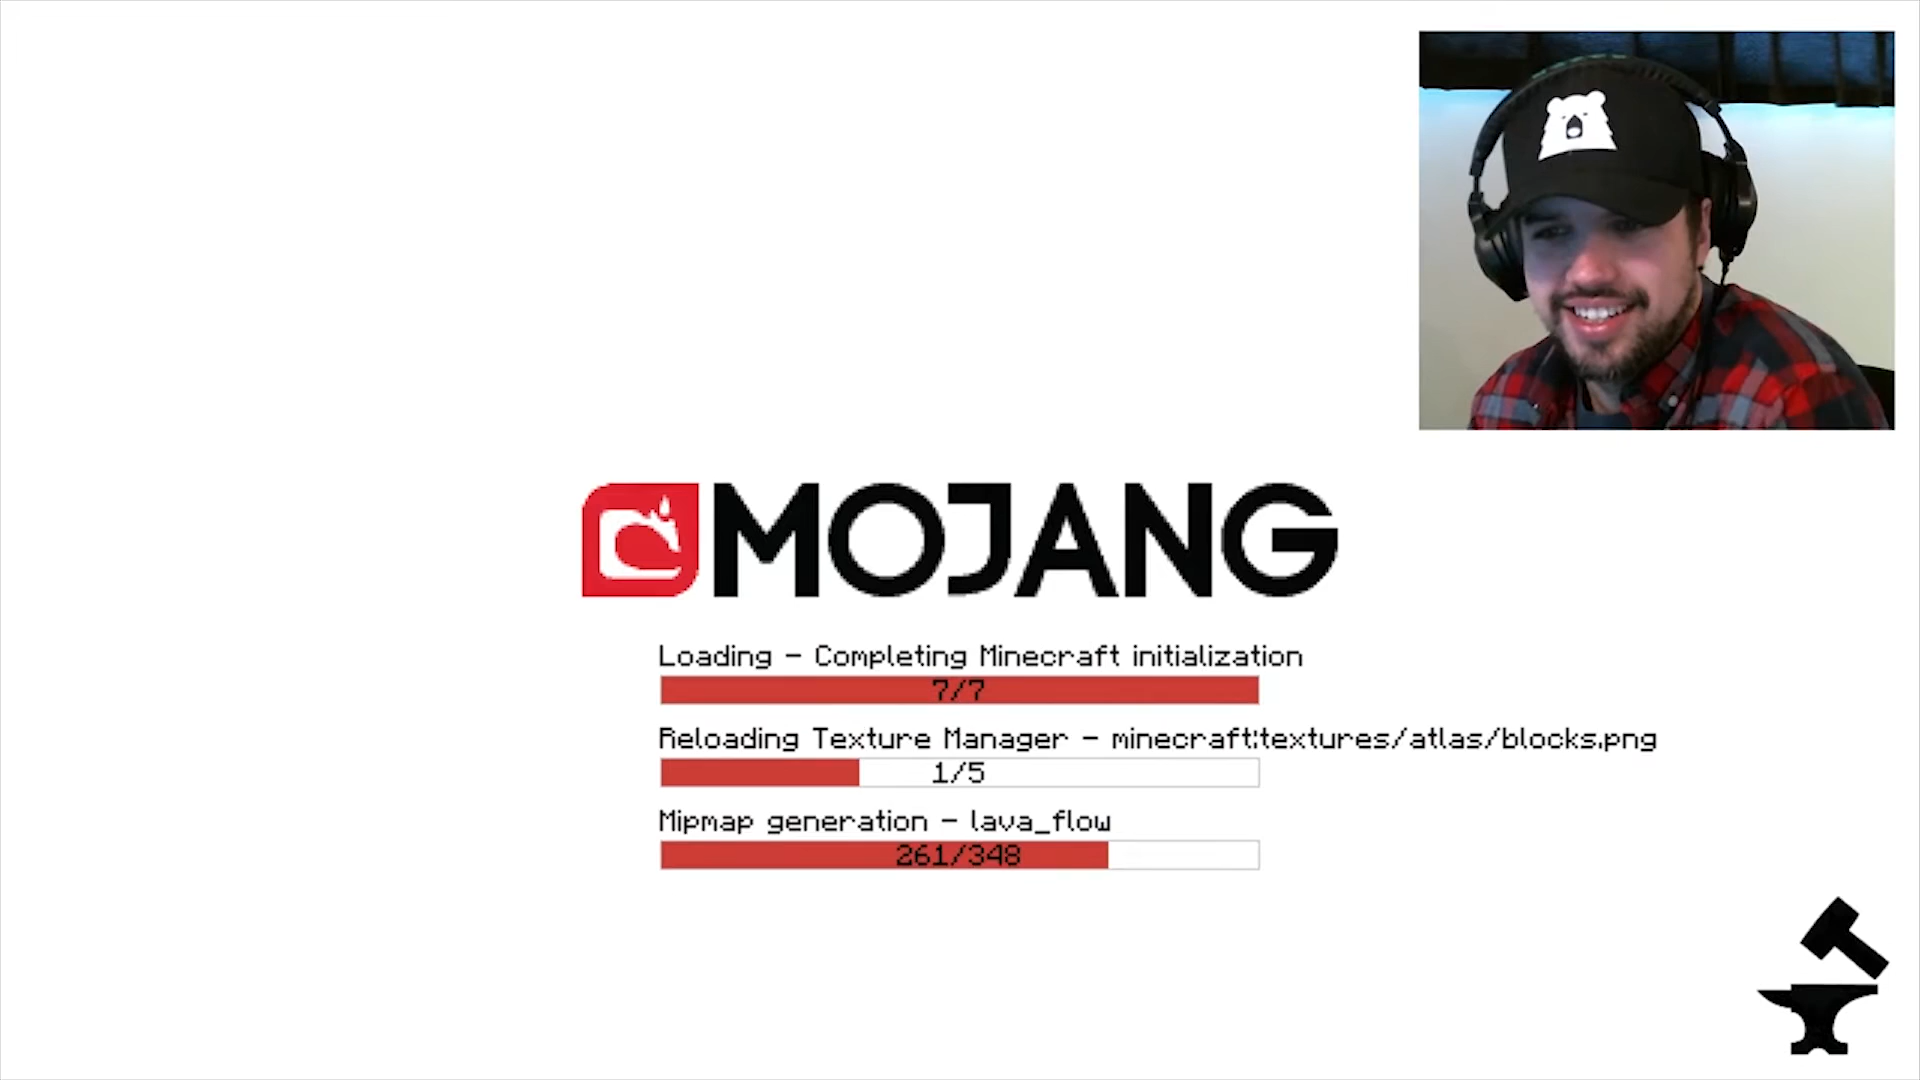 MOJANG
Loading - Completing Minecraft initialization
7/7
Reloading Texture Manager - minecraft:textures/atlas/blocks.png
1/5
Mipmap generation - lava_flow
261/348